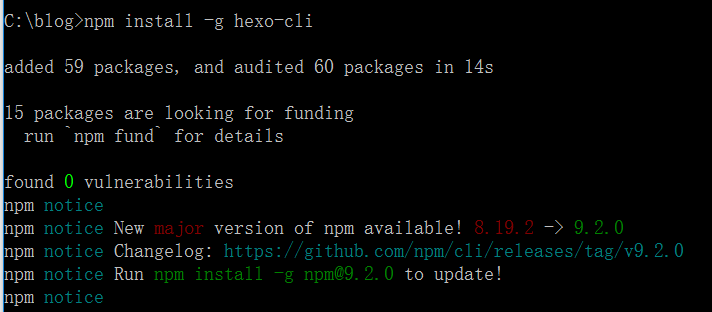 C:\blog>npm install -g hexo-cli
added 59 packages, and audited 60 packages in 14s
15 packages are looking for funding
  run `npm fund` for details
found 0 vulnerabilities
npm notice
npm notice New major version of npm available! 8.19.2 -> 9.2.0
npm notice Changelog: https://github.com/npm/cli/releases/tag/v9.2.0
npm notice Run npm install -g npm@9.2.0 to update!
npm notice